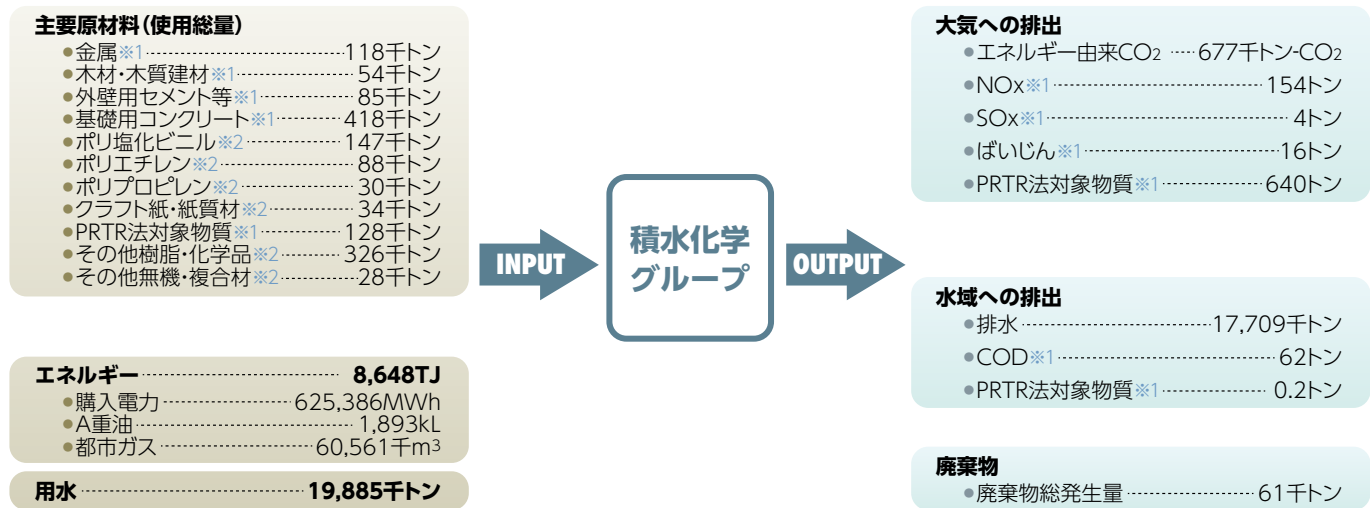 主要原材料(使用総量)
●金属※1 118千トン
●木材・木質建材※1 54千トン
●外壁用セメント等※1 85千トン
●基礎用コンクリート※1 418千トン
●ポリ塩化ビニル※2 147千トン
●ポリエチレン※2 88千トン
●ポリプロピレン※2 30千トン
●クラフト紙・紙質材※2 34千トン
●PRTR法対象物質※1 128千トン
●その他樹脂・化学品※2 326千トン
●その他無機・複合材※2 28千トン
エネルギー 8,648TJ
●購入電力 625,386MWh
●A重油 1,893kL
●都市ガス 60,561千m3
用水 19,885千トン
INPUT
積水化学
グループ
OUTPUT
大気への排出
●エネルギー由来CO2 677千トン-CO2
●NOx※1 154トン
●SOx※1 4トン
●ばいじん※1 16トン
●PRTR法対象物質※1 640トン
水域への排出
●排水 17,709千トン
●COD※1 62トン
●PRTR法対象物質※1 0.2トン
廃棄物
●廃棄物総発生量 61千トン